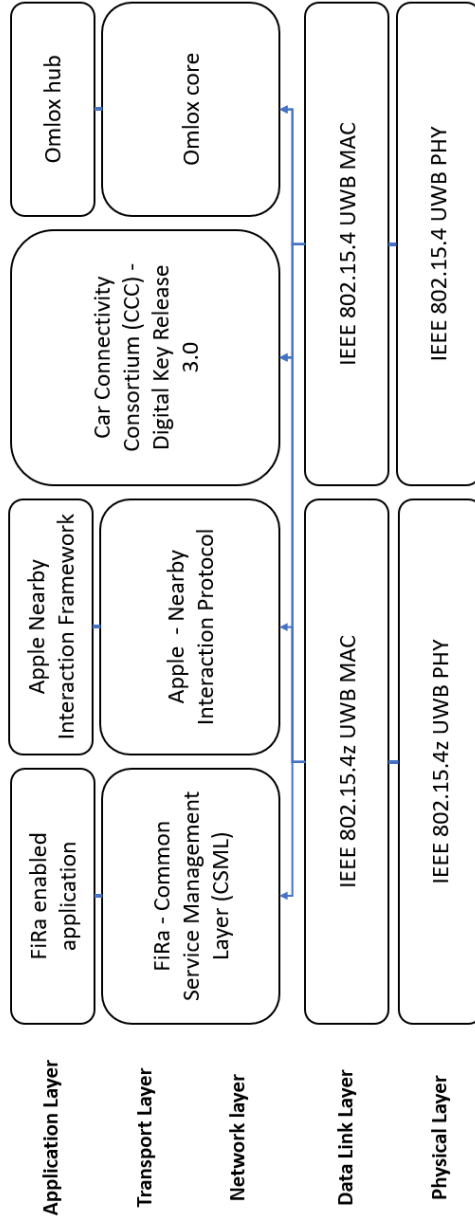 Application Layer
Transport Layer
Network layer
Data Link Layer
Physical Layer
FiRa enabled
application
Apple Nearby
Interaction Framework
Omlox hub
FiRa - Common
Service Management
Layer (CSML)
Apple - Nearby
Interaction Protocol
Car Connectivity
Consortium (CCC) -
Digital Key Release
3.0
Omlox core
IEEE 802.15.4z UWB MAC
IEEE 802.15.4 UWB MAC
IEEE 802.15.4z UWB PHY
IEEE 802.15.4 UWB PHY